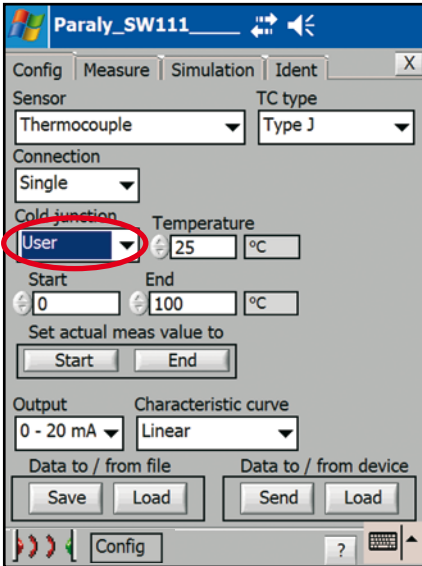 Paraly_SW111____
Config Measure Simulation Ident X
Sensor TC type
Thermocouple Type J
Connection
Single
Cold junction Temperature
User 25 °C
Start End
0 100 °C
Set actual meas value to
Start End
Output Characteristic curve
0 - 20 mA Linear
Data to / from file Data to / from device
Save Load Send Load
Config ?